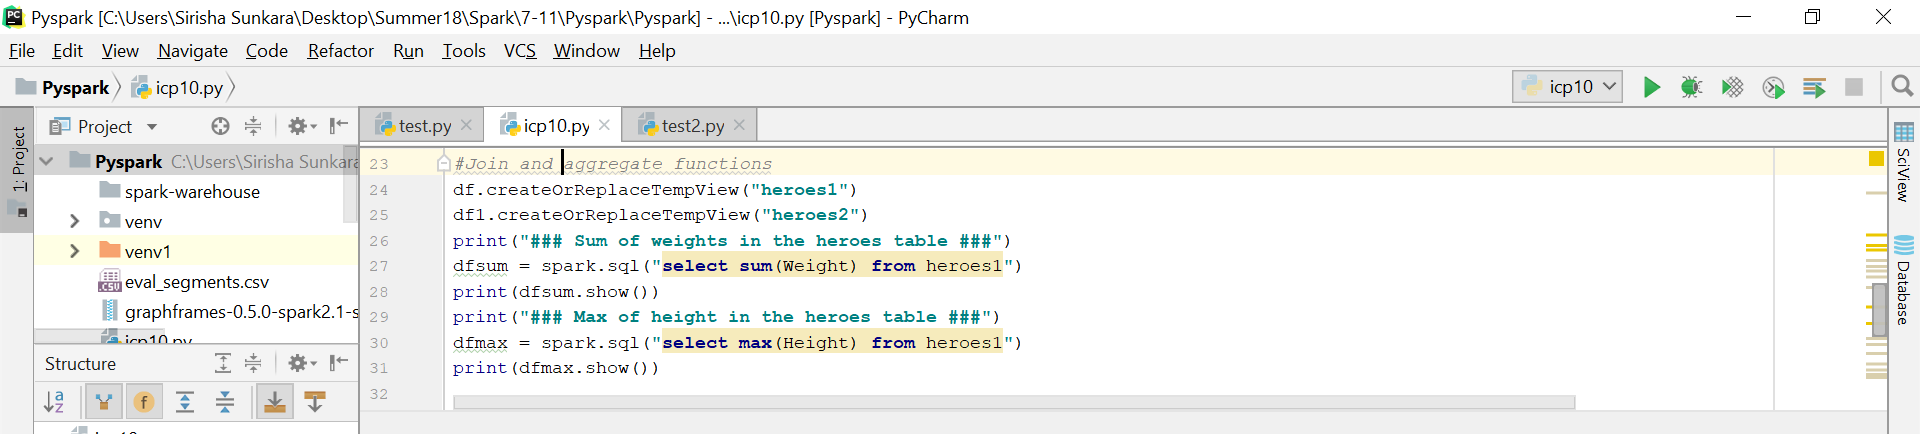 Pyspark [C:\Users\Sirisha Sunkara\Desktop\Summer18\Spark\7-11\Pyspark\Pyspark] - ...\icp10.py [Pyspark] - PyCharm
File Edit View Navigate Code Refactor Run Tools VCS Window Help
Pyspark icp10.py icp10
1: Project
Project
test.py icp10.py test2.py
Pyspark C:\Users\Sirisha Sunkara
spark-warehouse
venv
venv1
eval_segments.csv
graphframes-0.5.0-spark2.1-s
icp10.py
Structure
23 #Join and aggregate functions
24 df.createOrReplaceTempView("heroes1")
25 df1.createOrReplaceTempView("heroes2")
26 print("### Sum of weights in the heroes table ###")
27 dfsum = spark.sql("select sum(Weight) from heroes1")
28 print(dfsum.show())
29 print("### Max of height in the heroes table ###")
30 dfmax = spark.sql("select max(Height) from heroes1")
31 print(dfmax.show())
32
SciView
Database